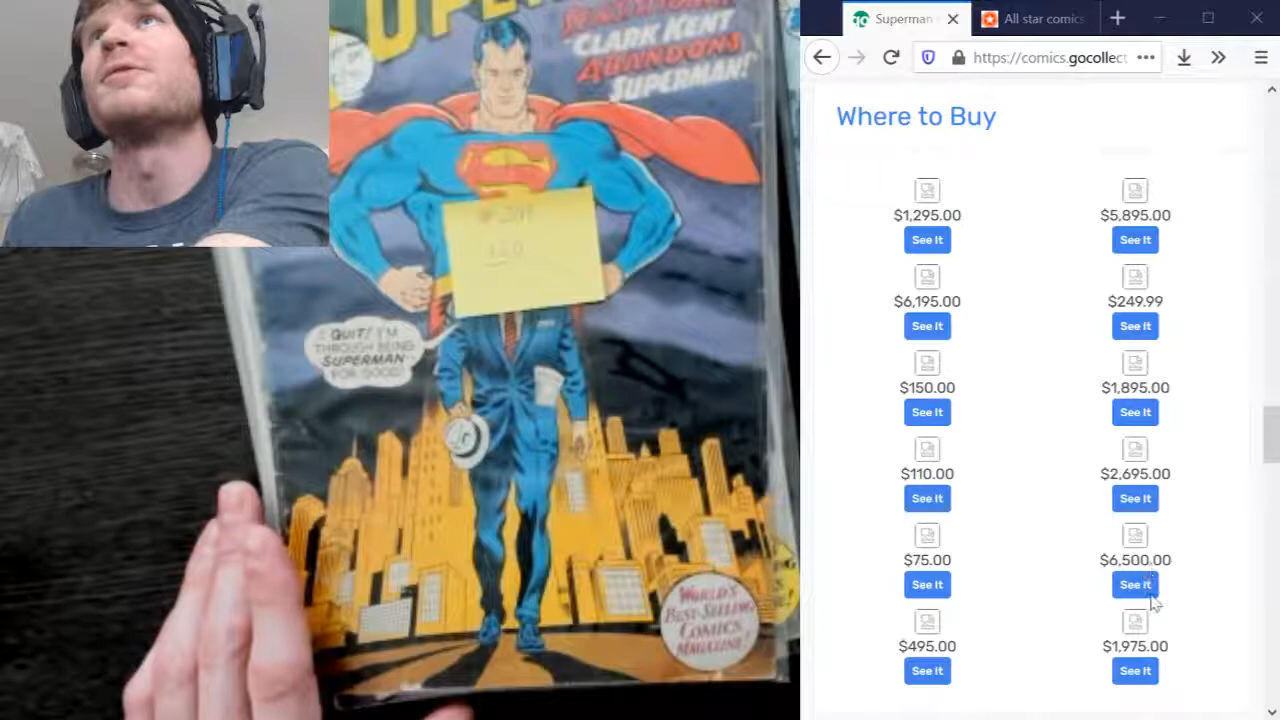 SUPER
CLARK KENT
ABANDONS
SUPERMAN!
I QUIT! I'M
THROUGH BEING
SUPERMAN
FOR GOOD!
WORLD'S
BEST-SELLING
COMICS
MAGAZINE!
Superman
All star comics
https://comics.gocollect
Where to Buy
$1,295.00 $5,895.00
See It See It
$6,195.00 $249.99
See It See It
$150.00 $1,895.00
See It See It
$110.00 $2,695.00
See It See It
$75.00 $6,500.00
See It See It
$495.00 $1,975.00
See It See It